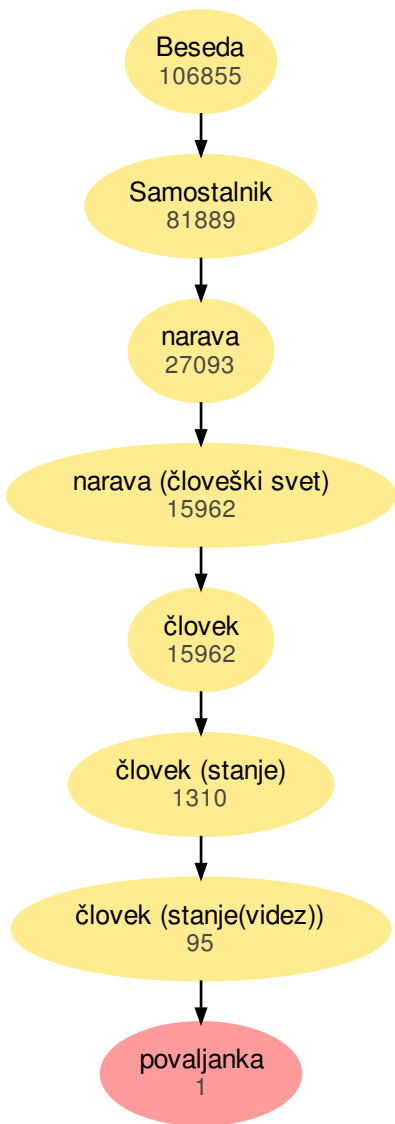 Beseda
106855
Samostalnik
81889
narava
27093
narava (človeški svet)
15962
človek
15962
človek (stanje)
1310
človek (stanje(videz))
95
povaljanka
1